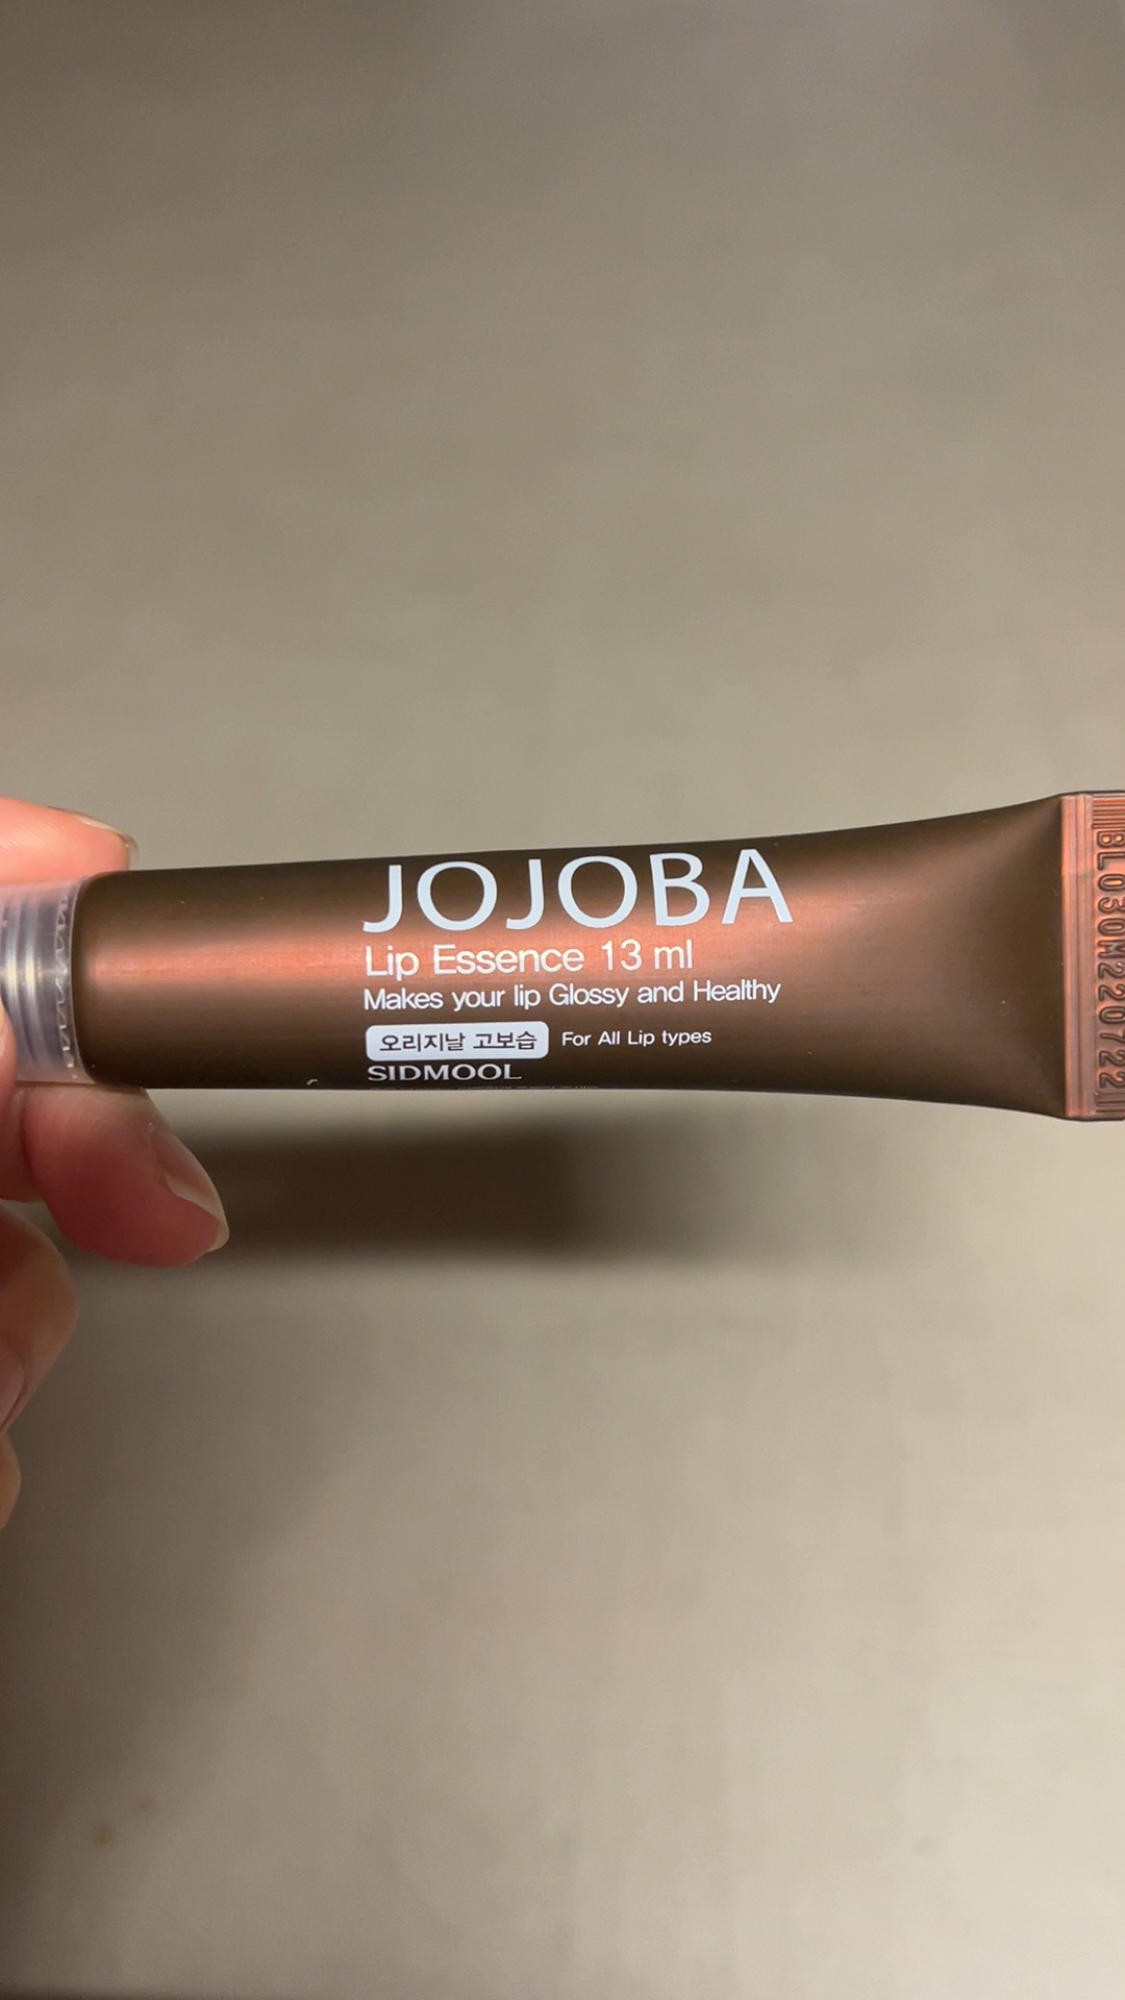 JOJOBA
Lip Essence 13 ml
Makes your lip Glossy and Healthy
오리지날 고보습 For All Lip types
SIDMOOL
BL030M220722